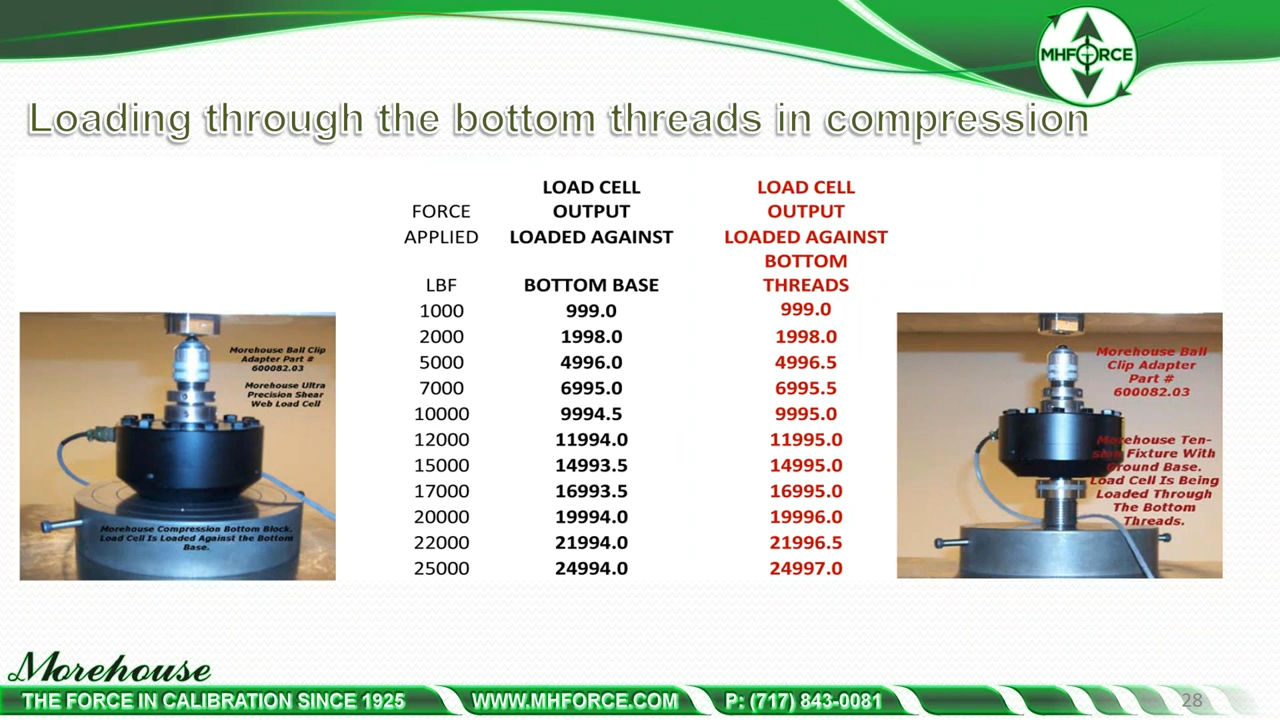 MHFORCE
Loading through the bottom threads in compression
LOAD CELL LOAD CELL
FORCE OUTPUT OUTPUT
APPLIED LOADED AGAINST LOADED AGAINST
BOTTOM
LBF BOTTOM BASE THREADS
1000 999.0 999.0
2000 1998.0 1998.0
5000 4996.0 4996.5
7000 6995.0 6995.5
10000 9994.5 9995.0
12000 11994.0 11995.0
15000 14993.5 14995.0
17000 16993.5 16995.0
20000 19994.0 19996.0
22000 21994.0 21996.5
25000 24994.0 24997.0
Morehouse Ball Clip
Adapter Part #
600082.03
Morehouse Ultra
Precision Shear
Web Load Cell
Morehouse Compression Bottom Block.
Load Cell Is Loaded Against the Bottom
Base.
Morehouse Ball
Clip Adapter
Part #
600082.03
Morehouse Ten-
sion Fixture With
Ground Base.
Load Cell Is Being
Loaded Through
The Bottom
Threads.
Morehouse
THE FORCE IN CALIBRATION SINCE 1925 WWW.MHFORCE.COM P: (717) 843-0081 28